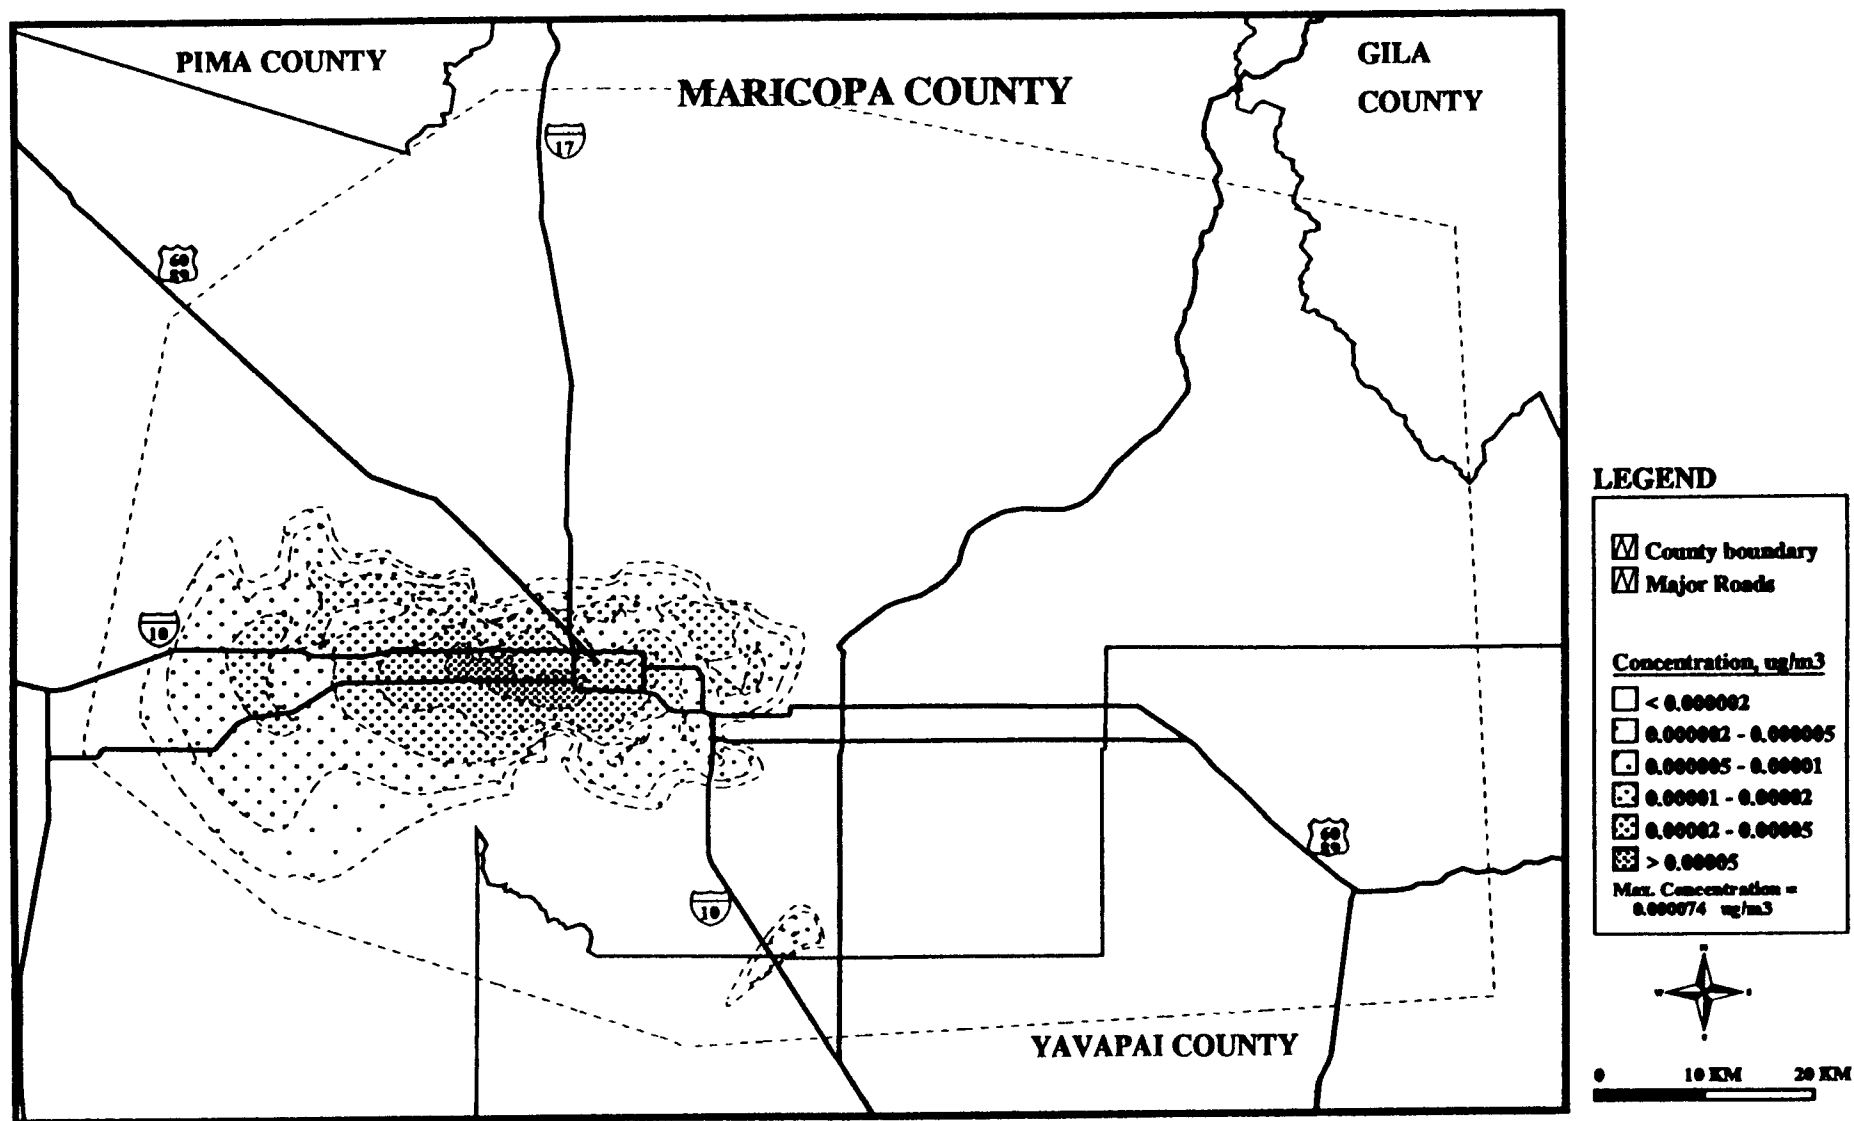 PIMA COUNTY
MARICOPA COUNTY
GILA
COUNTY
17
60
89
10
10
60
89
YAVAPAI COUNTY
LEGEND
County boundary
Major Roads
Concentration, ug/m3
< 0.000002
0.000002 - 0.000005
0.000005 - 0.00001
0.00001 - 0.00002
0.00002 - 0.00005
> 0.00005
Max. Concentration =
0.000074 ug/m3
N
W
0 10 KM 20 KM